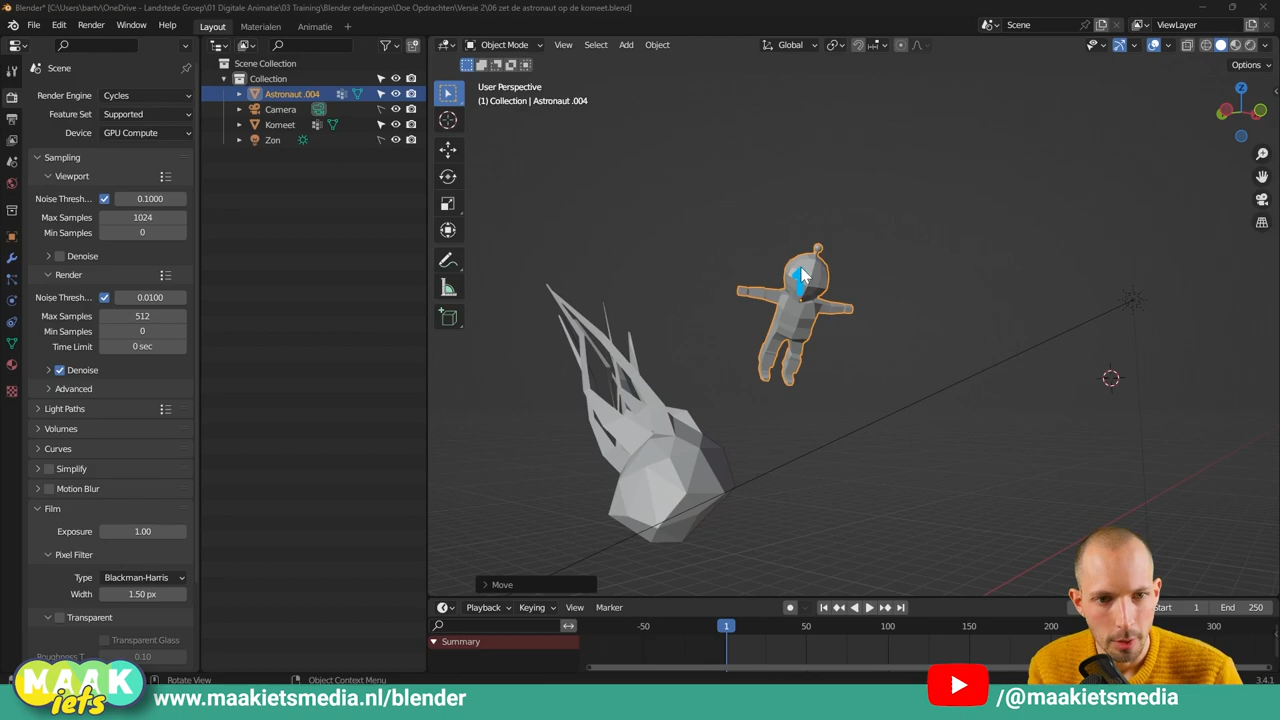 Blender* [C:\Users\bartv\OneDrive - Landstede Groep\01 Digitale Animatie\03 Training\Blender oefeningen\Doe Opdrachten\Versie 2\06 zet de astronaut op de komeet.blend]
File Edit Render Window Help Layout Materialen Animatie Scene ViewLayer
Object Mode View Select Add Object Global
Options
Scene
Render Engine Cycles
Feature Set Supported
Device GPU Compute
Sampling
Viewport
Noise Thresh... 0.1000
Max Samples 1024
Min Samples 0
Denoise
Render
Noise Thresh... 0.0100
Max Samples 512
Min Samples 0
Time Limit 0 sec
Denoise
Advanced
Light Paths
Volumes
Curves
Simplify
Motion Blur
Film
Exposure 1.00
Pixel Filter
Type Blackman-Harris
Width 1.50 px
Transparent
Transparent Glass
Roughness T... 0.10
Scene Collection
Collection
Astronaut .004
Camera
Komeet
Zon
User Perspective
(1) Collection | Astronaut .004
Z
Move
Playback Keying View Marker
Start 1 End 250
-50 1 50 100 150 200 250 300
Summary
Rotate View Object Context Menu 3.4.1
MAAK
iets
www.maakietsmedia.nl/blender
/@maakietsmedia